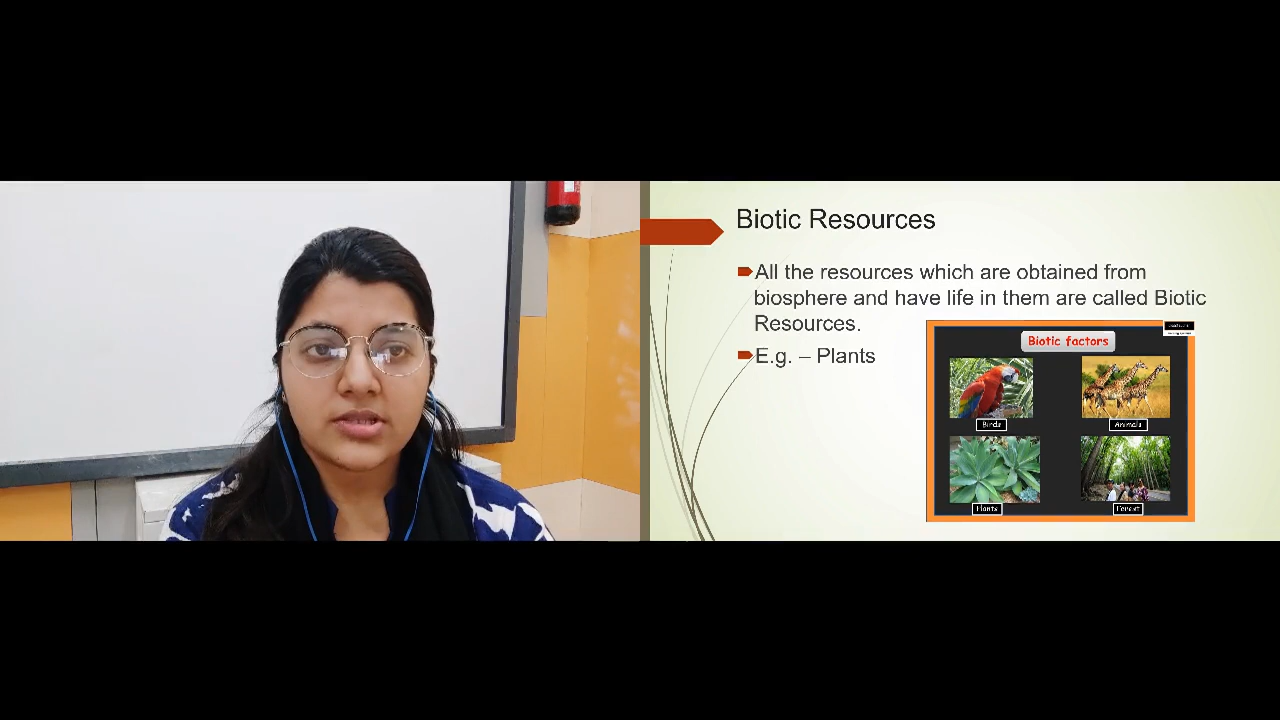 Biotic Resources
All the resources which are obtained from
biosphere and have life in them are called Biotic
Resources.
E.g. – Plants
Biotic factors
Birds
Animals
Plants
Forest